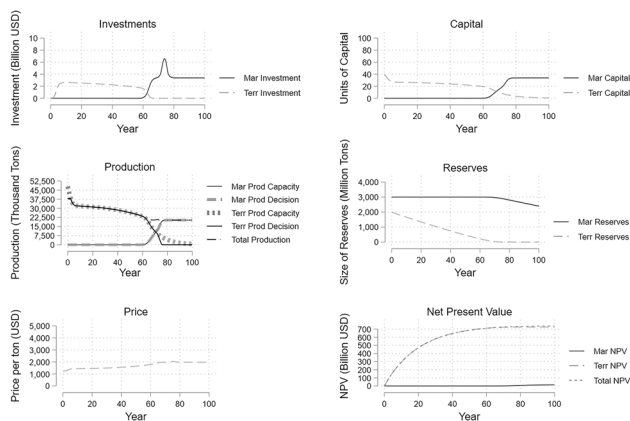 Investments
Investment (Billion USD)
10
8
6
4
2
0
0 20 40 60 80 100
Year
Mar Investment
Terr Investment
Capital
Units of Capital
100
80
60
40
20
0
0 20 40 60 80 100
Year
Mar Capital
Terr Capital
Production
Production (Thousand Tons)
52,500
45,000
37,500
30,000
22,500
15,000
7,500
0
0 20 40 60 80 100
Year
Mar Prod Capacity
Mar Prod Decision
Terr Prod Capacity
Terr Prod Decision
Total Production
Reserves
Size of Reserves (Million Tons)
4,000
3,000
2,000
1,000
0
0 20 40 60 80 100
Year
Mar Reserves
Terr Reserves
Price
Price per ton (USD)
5,000
4,000
3,000
2,000
1,000
0
0 20 40 60 80 100
Year
Net Present Value
NPV (Billion USD)
700
600
500
400
300
200
100
0
0 20 40 60 80 100
Year
Mar NPV
Terr NPV
Total NPV